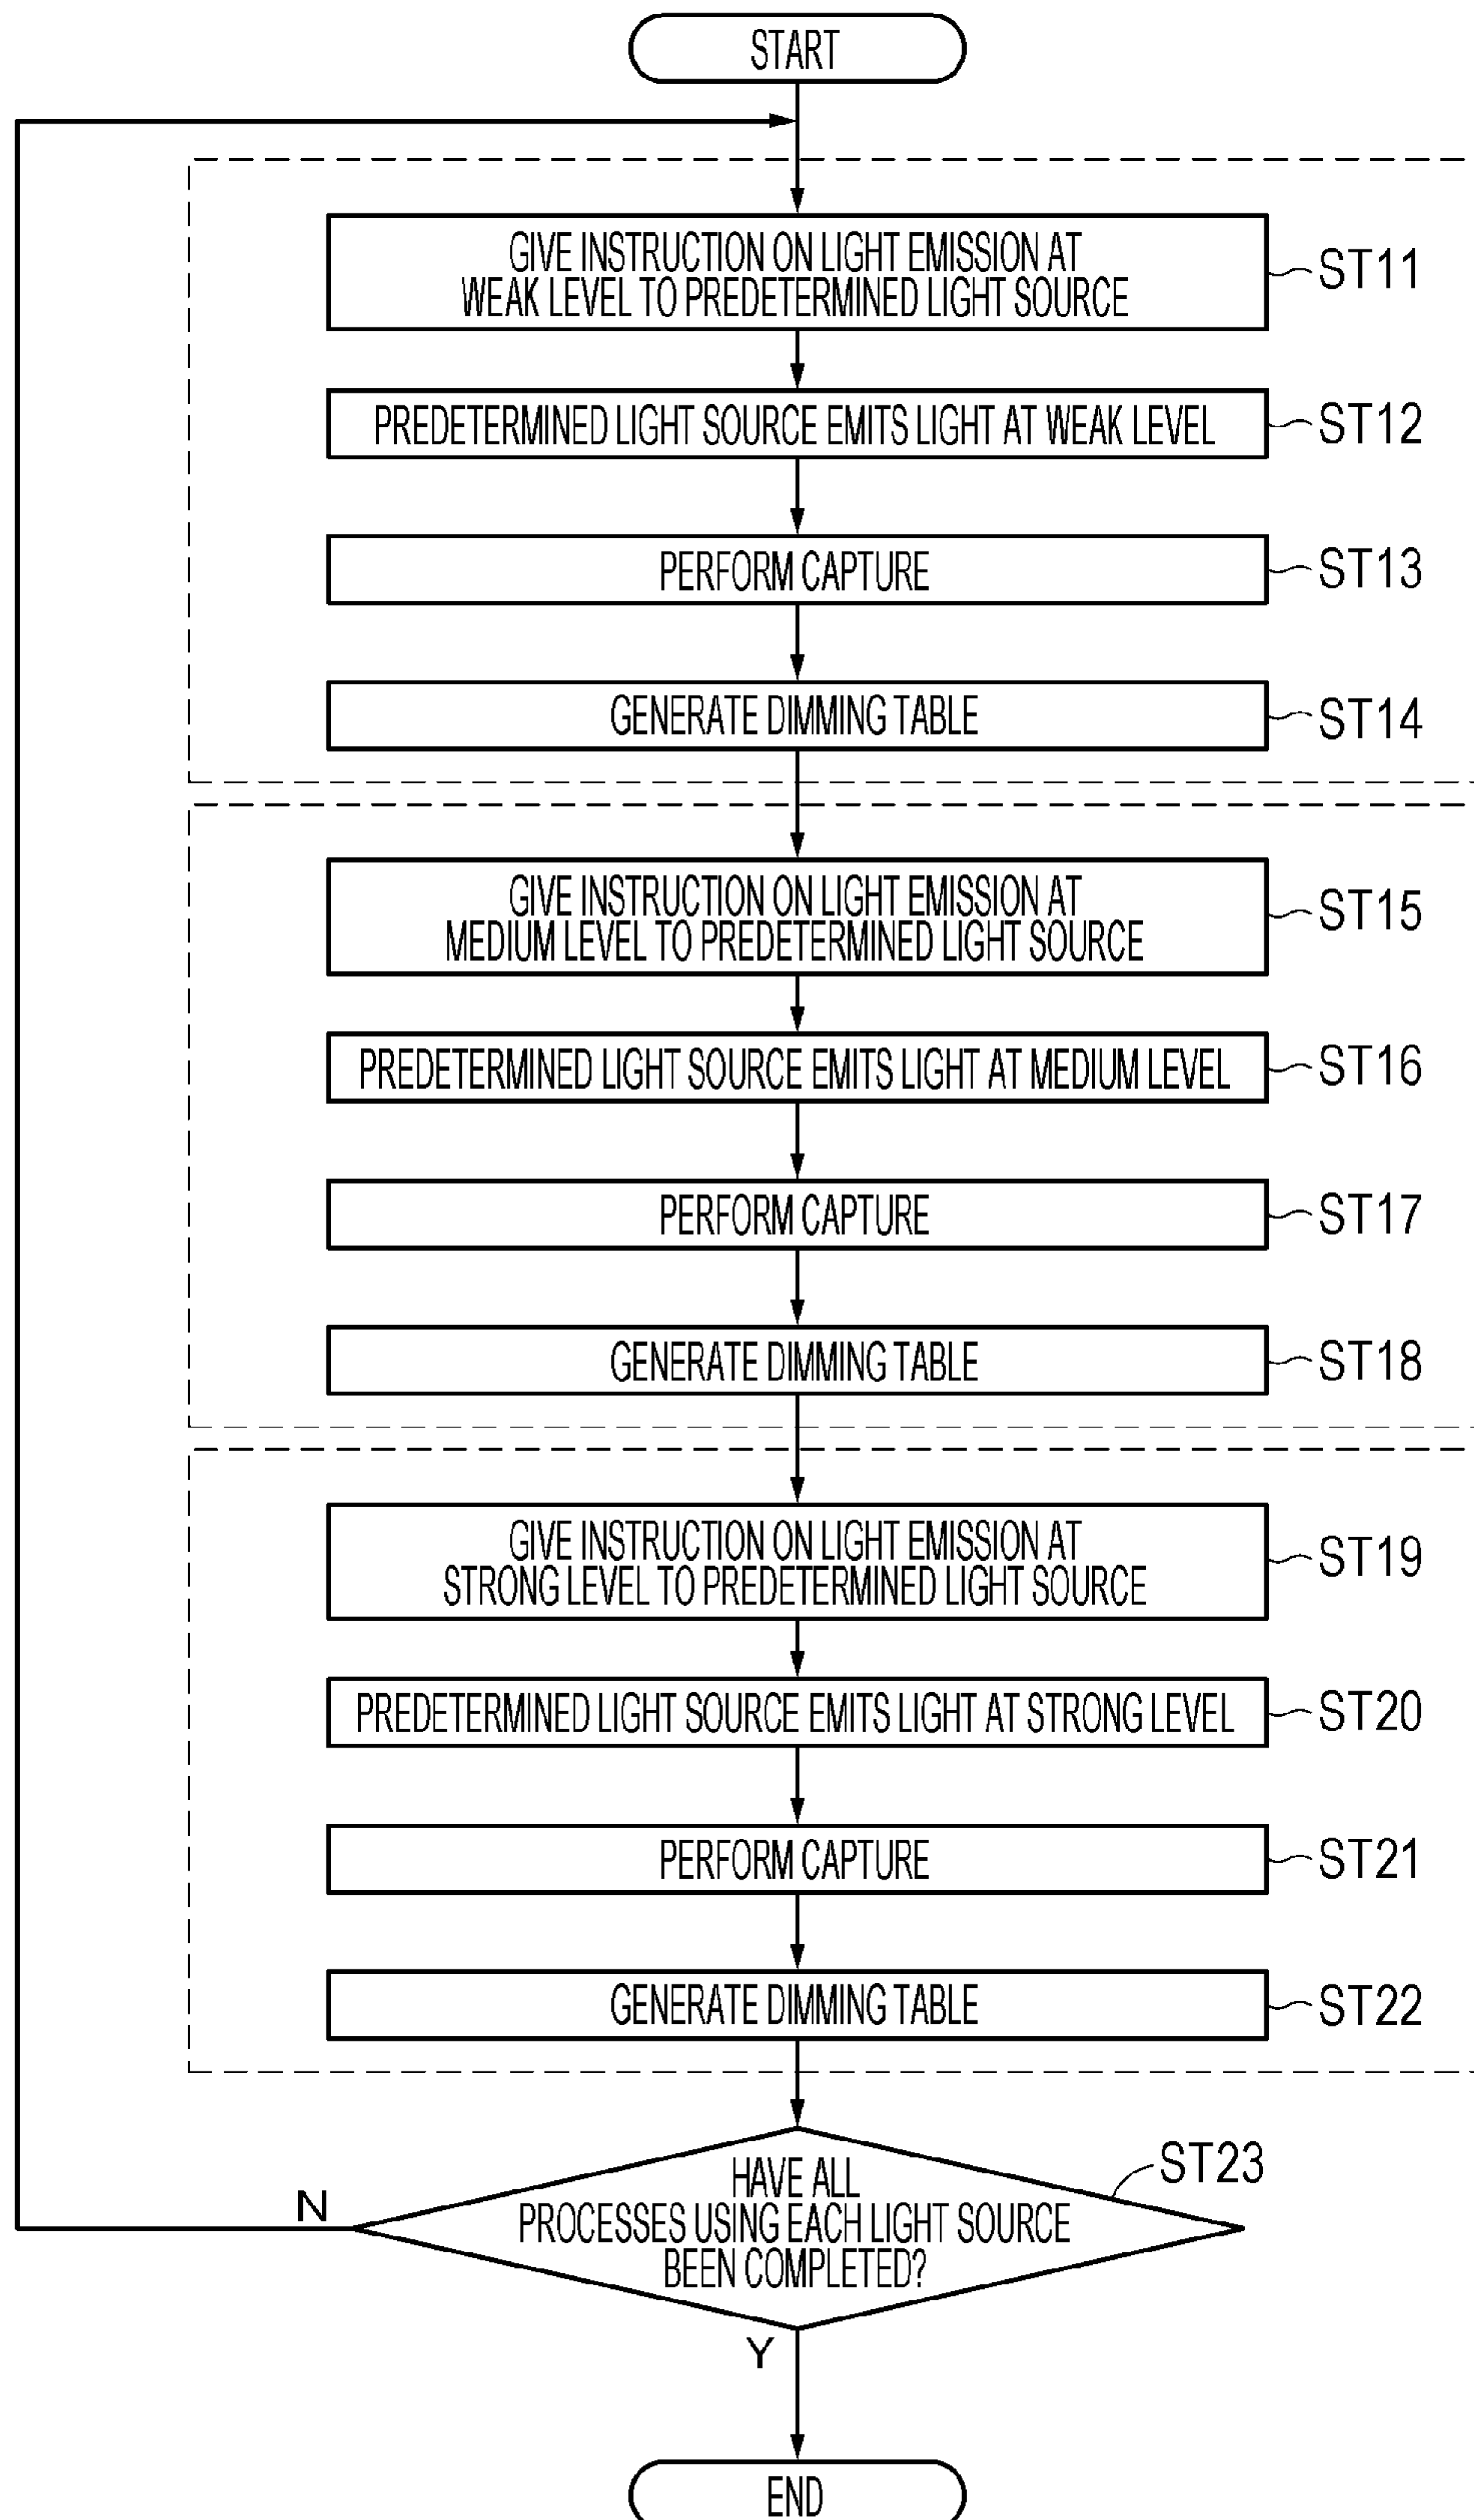 START
GIVE INSTRUCTION ON LIGHT EMISSION AT
WEAK LEVEL TO PREDETERMINED LIGHT SOURCE
ST11
PREDETERMINED LIGHT SOURCE EMITS LIGHT AT WEAK LEVEL
ST12
PERFORM CAPTURE
ST13
GENERATE DIMMING TABLE
ST14
GIVE INSTRUCTION ON LIGHT EMISSION AT
MEDIUM LEVEL TO PREDETERMINED LIGHT SOURCE
ST15
PREDETERMINED LIGHT SOURCE EMITS LIGHT AT MEDIUM LEVEL
ST16
PERFORM CAPTURE
ST17
GENERATE DIMMING TABLE
ST18
GIVE INSTRUCTION ON LIGHT EMISSION AT
STRONG LEVEL TO PREDETERMINED LIGHT SOURCE
ST19
PREDETERMINED LIGHT SOURCE EMITS LIGHT AT STRONG LEVEL
ST20
PERFORM CAPTURE
ST21
GENERATE DIMMING TABLE
ST22
HAVE ALL
PROCESSES USING EACH LIGHT SOURCE
BEEN COMPLETED?
ST23
N
Y
END